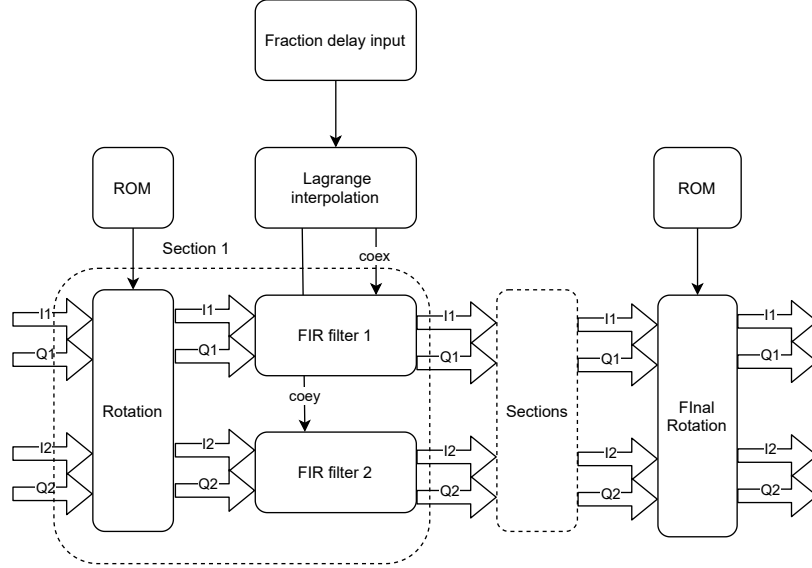 Fraction delay input
ROM
Lagrange
interpolation
ROM
Section 1
coex
I1
I1
I1
I1
I1
Q1
Q1
FIR filter 1
Q1
Q1
Q1
coey
Rotation
Sections
FInal
Rotation
I2
I2
I2
I2
I2
Q2
Q2
FIR filter 2
Q2
Q2
Q2